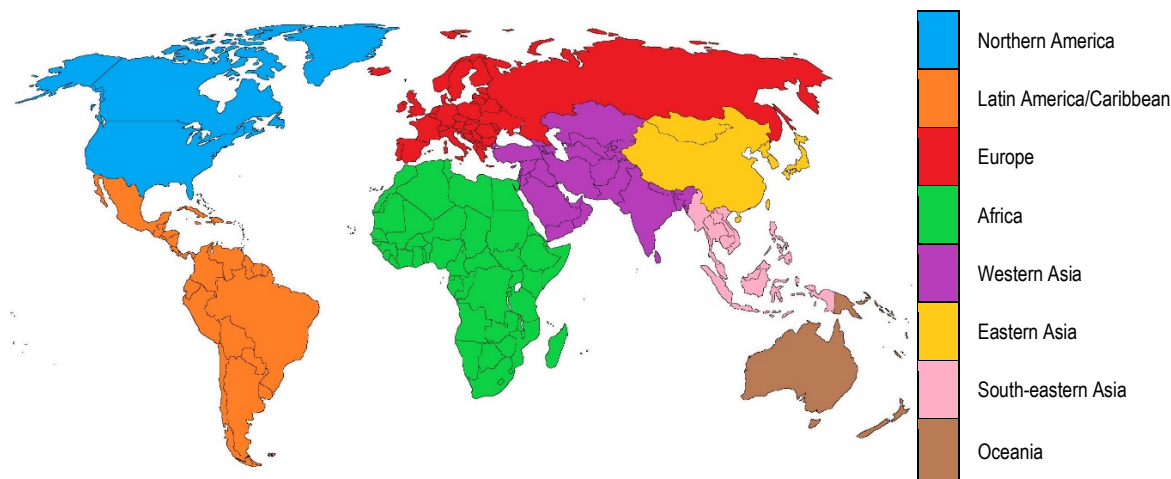 Northern America
Latin America/Caribbean
Europe
Africa
Western Asia
Eastern Asia
South-eastern Asia
Oceania